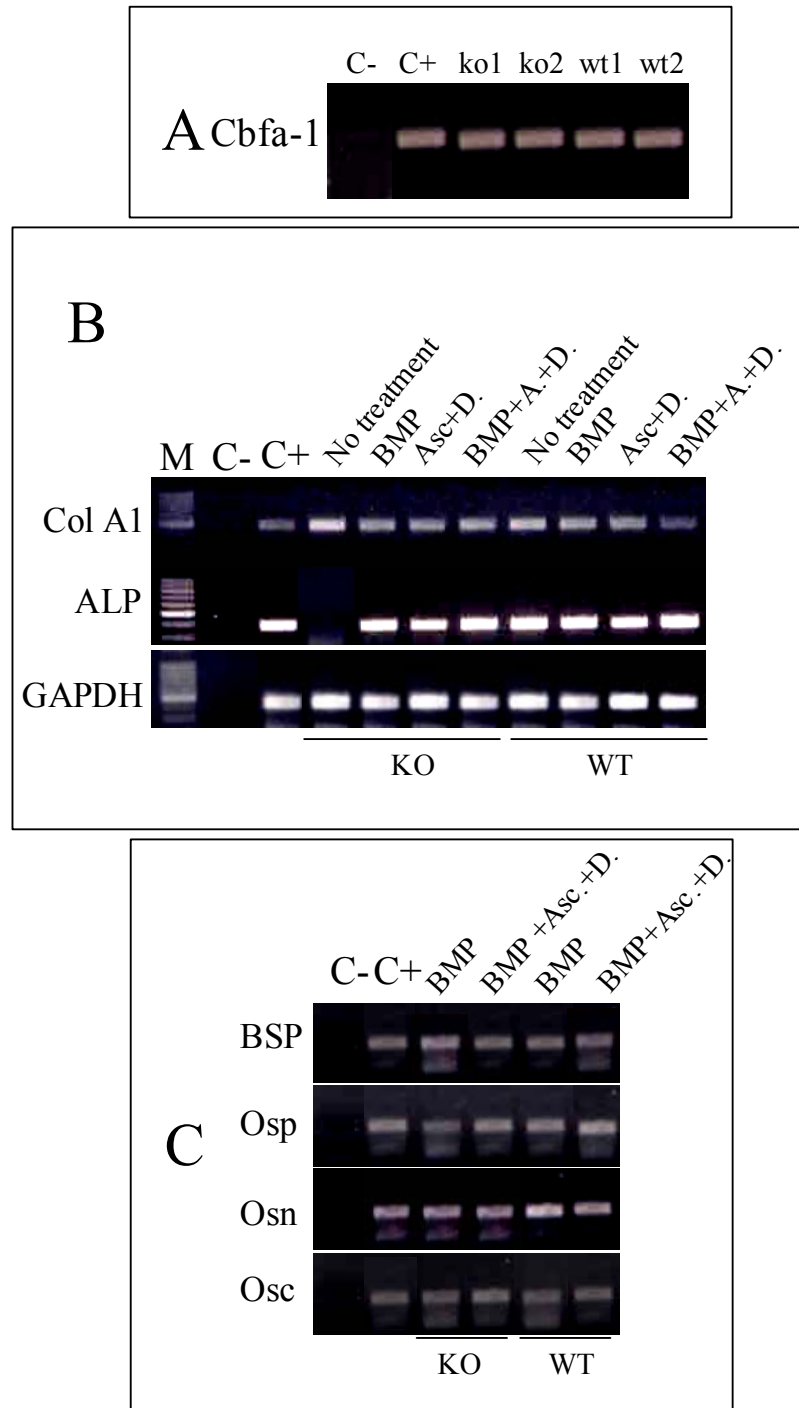 C- C+ ko1 ko2 wt1 wt2
A Cbfa-1
B
M C- C+ No treatment BMP Asc+D. BMP+A.+D. No treatment BMP Asc+D. BMP+A.+D.
Col A1
ALP
GAPDH
KO WT
C- C+ BMP BMP +Asc.+D. BMP BMP+Asc.+D.
BSP
Osp
C
Osn
Osc
KO WT